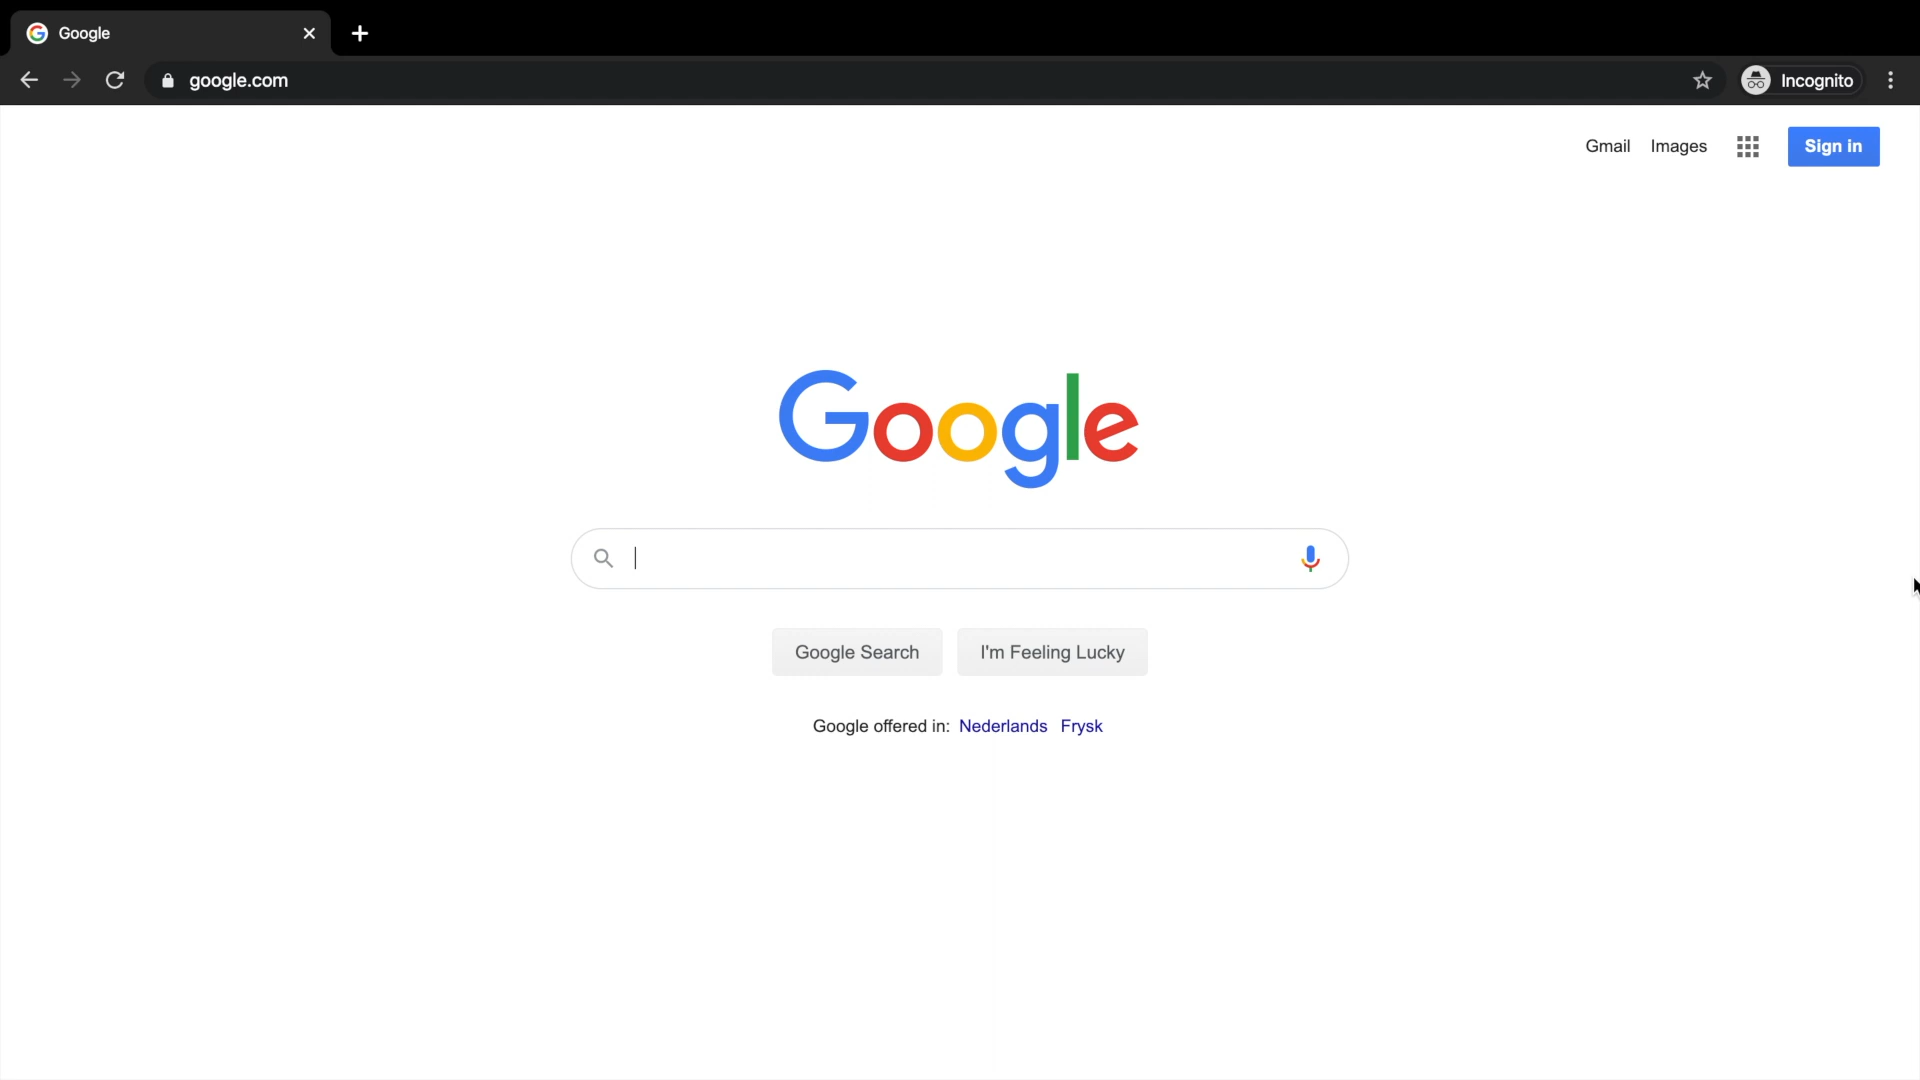 Google
google.com
Incognito
Gmail Images Sign in
Google
Google Search I'm Feeling Lucky
Google offered in: Nederlands Frysk